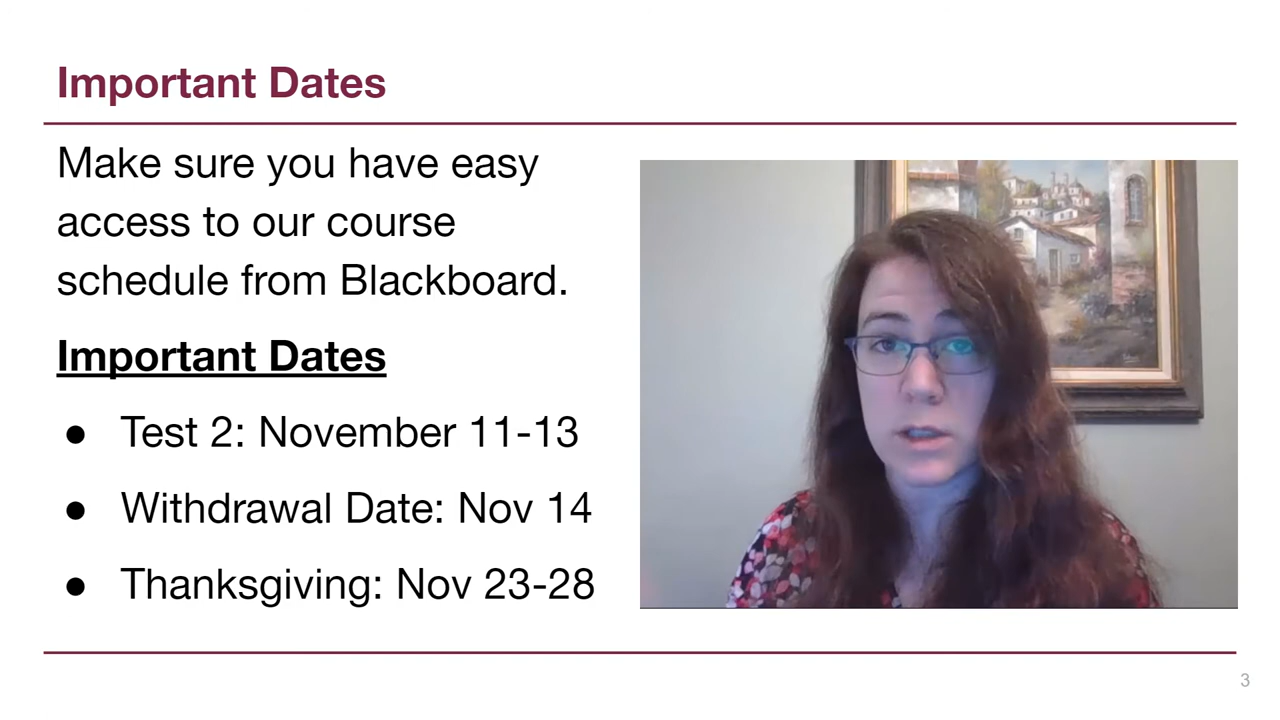 Important Dates
Make sure you have easy
access to our course
schedule from Blackboard.
Important Dates
● Test 2: November 11-13
● Withdrawal Date: Nov 14
● Thanksgiving: Nov 23-28
3